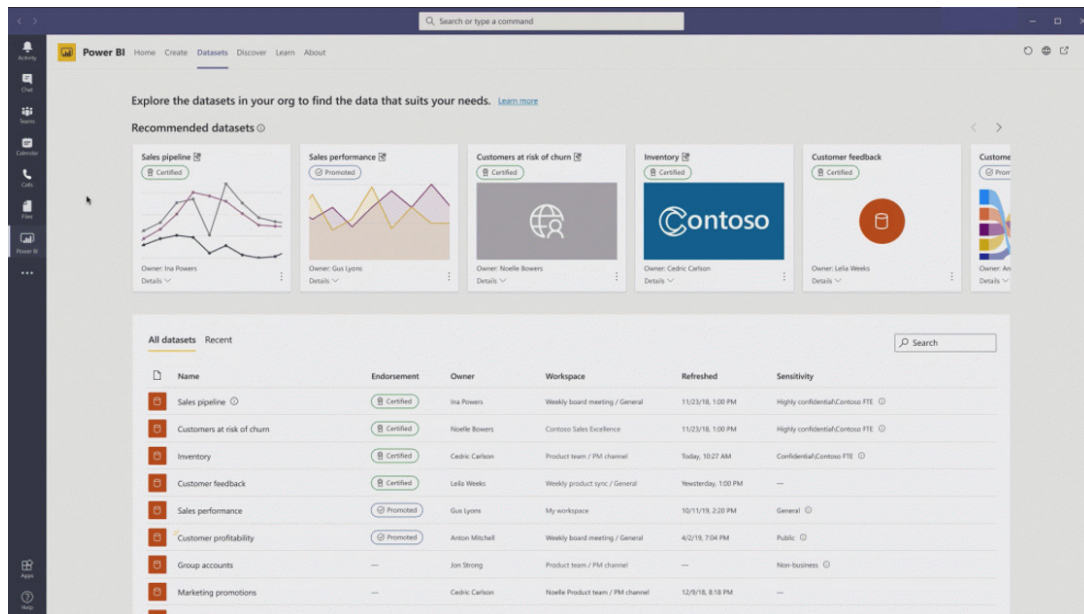 Search or type a command
Activity
Chat
Teams
Calendar
Calls
Files
Power BI
Apps
Help
Power BI Home Create Datasets Discover Learn About
Explore the datasets in your org to find the data that suits your needs. Learn more
Recommended datasets
Sales pipeline
Certified
Owner: Ina Powers
Details
Sales performance
Promoted
Owner: Gus Lyons
Details
Customers at risk of churn
Certified
Owner: Noelle Bowers
Details
Inventory
Certified
Contoso
Owner: Cedric Carlson
Details
Customer feedback
Certified
Owner: Leila Weeks
Details
Custome
Prom
Owner: An
Details
All datasets Recent
Search
Name Endorsement Owner Workspace Refreshed Sensitivity
Sales pipeline Certified Ina Powers Weekly board meeting / General 11/23/18, 1:00 PM Highly confidential\Contoso FTE
Customers at risk of churn Certified Noelle Bowers Contoso Sales Excellence 11/23/18, 1:00 PM Highly confidential\Contoso FTE
Inventory Certified Cedric Carlson Product team / PM channel Today, 10:27 AM Confidential\Contoso FTE
Customer feedback Certified Leila Weeks Weekly product sync / General Yewsterday, 1:00 PM —
Sales performance Promoted Gus Lyons My workspace 10/11/19, 2:20 PM General
Customer profitability Promoted Anton Mitchell Weekly board meeting / General 4/2/19, 7:04 PM Public
Group accounts — Jon Strong Product team / PM channel — Non-business
Marketing promotions — Cedric Carlson Noelle Product team / PM channel 12/9/18, 8:18 PM —